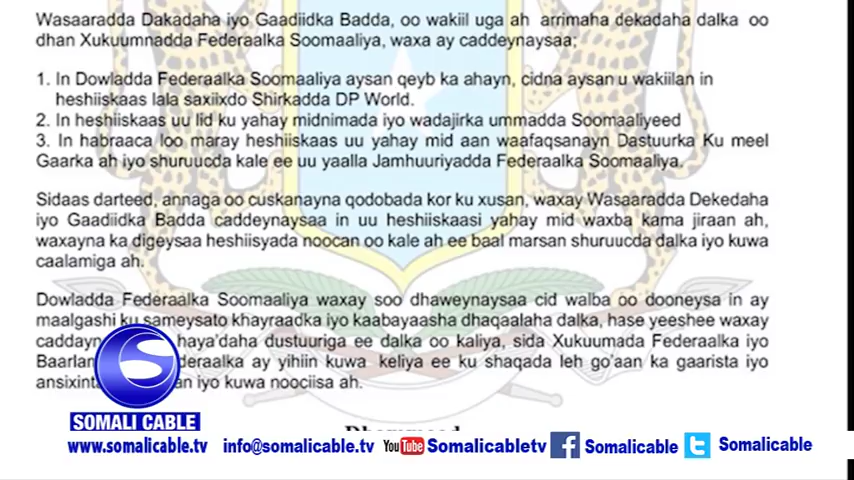 Wasaaradda Dakadaha iyo Gaadiidka Badda, oo wakiil uga ah arrimaha dekadaha dalka oo
dhan Xukuumnadda Federaalka Soomaaliya, waxa ay caddeynaysaa;
1. In Dowladda Federaalka Soomaaliya aysan qeyb ka ahayn, cidna aysan u wakiilan in
heshiiskaas lala saxiixdo Shirkadda DP World.
2. In heshiiskaas uu lid ku yahay midnimada iyo wadajirka ummadda Soomaaliyeed
3. In habraaca loo maray heshiiskaas uu yahay mid aan waafaqsanayn Dastuurka Ku meel
Gaarka ah iyo shuruucda kale ee uu yaalla Jamhuuriyadda Federaalka Soomaaliya.
Sidaas darteed, annaga oo cuskanayna qodobada kor ku xusan, waxay Wasaaradda Dekedaha
iyo Gaadiidka Badda caddeynaysaa in uu heshiiskaasi yahay mid waxba kama jiraan ah,
waxayna ka digeysaa heshiisyada noocan oo kale ah ee baal marsan shuruucda dalka iyo kuwa
caalamiga ah.
Dowladda Federaalka Soomaaliya waxay soo dhaweynaysaa cid walba oo dooneysa in ay
maalgashi ku sameysato khayraadka iyo kaabayaasha dhaqaalaha dalka, hase yeeshee waxay
haya'daha dustuuriga ee dalka oo kaliya, sida Xukuumada Federaalka iyo
ay yihiin kuwa keliya ee ku shaqada leh go'aan ka gaarista iyo
iyo kuwa noociisa ah.
S
SOMALI CABLE
www.somalicable.tv info@somalicable.tv YouTube Somalicabletv Somalicable Somalicable